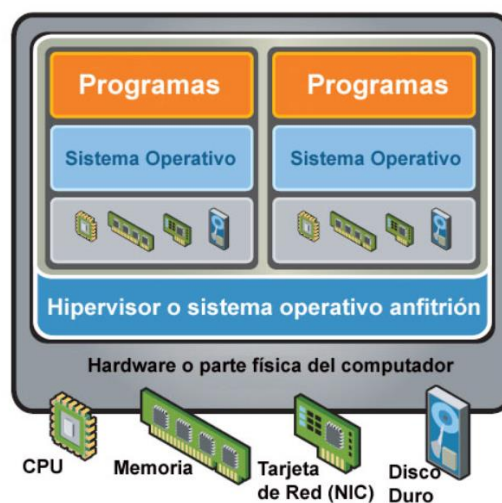 Programas
Programas
Sistema Operativo
Sistema Operativo
Hipervisor o sistema operativo anfitrión
Hardware o parte física del computador
CPU
Memoria
Tarjeta
de Red (NIC)
Disco
Duro